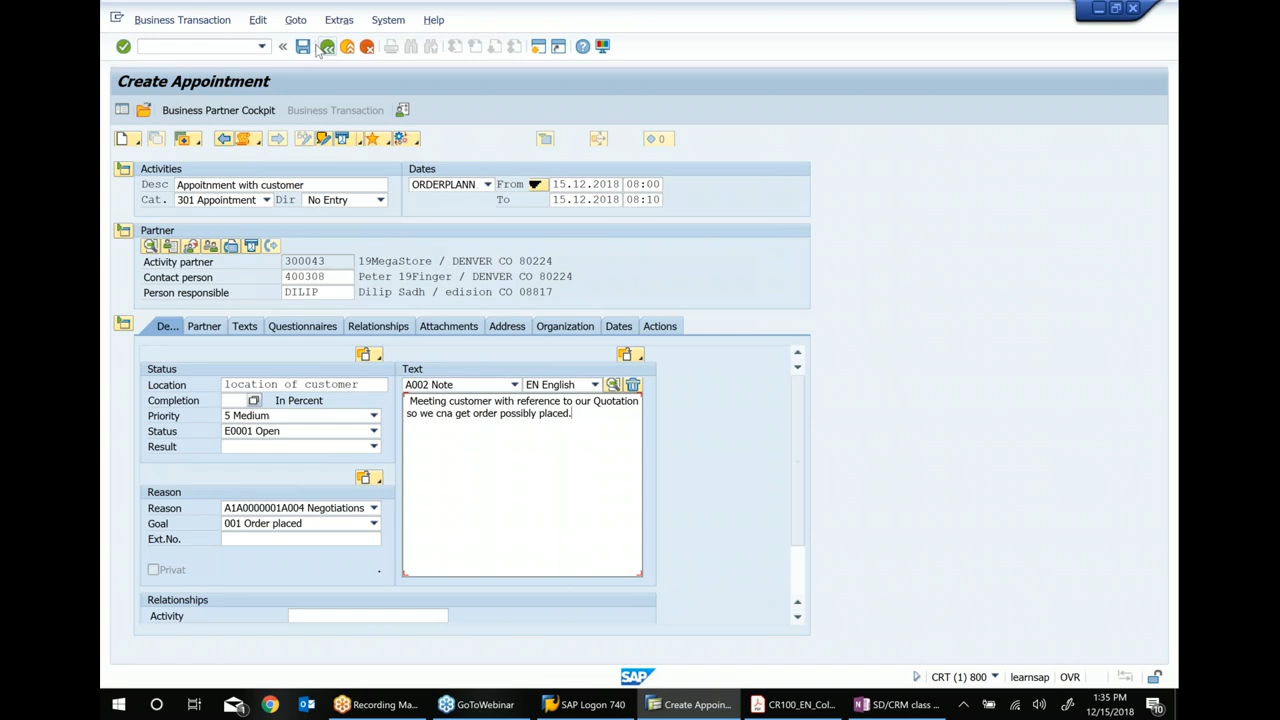 Business Transaction Edit Goto Extras System Help
Create Appointment
Business Partner Cockpit Business Transaction
0
Activities
Desc Appoitnment with customer
Cat. 301 Appointment Dir No Entry
Dates
ORDERPLANN From 15.12.2018 08:00
To 15.12.2018 08:10
Partner
Activity partner 300043 19MegaStore / DENVER CO 80224
Contact person 400308 Peter 19Finger / DENVER CO 80224
Person responsible DILIP Dilip Sadh / edision CO 08817
De... Partner Texts Questionnaires Relationships Attachments Address Organization Dates Actions
Status
Location location of customer
Completion In Percent
Priority 5 Medium
Status E0001 Open
Result
Reason
Reason A1A0000001A004 Negotiations
Goal 001 Order placed
Ext.No.
Privat
Text
A002 Note EN English
Meeting customer with reference to our Quotation
so we cna get order possibly placed.
Relationships
Activity
SAP
CRT (1) 800 learnsap OVR
Recording Ma... GoToWebinar SAP Logon 740 Create Appoin... CR100_EN_Col... SD/CRM class ...
1:35 PM
12/15/2018
10